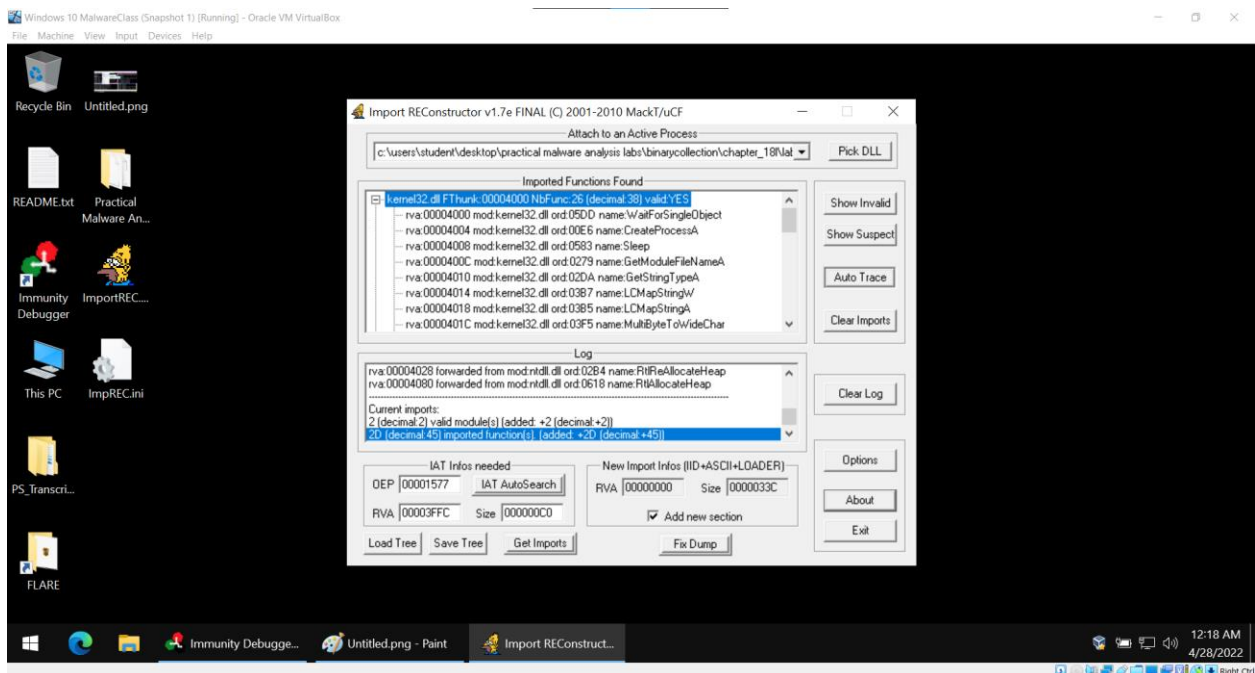 Windows 10 MalwareClass (Snapshot 1) [Running] - Oracle VM VirtualBox
File Machine View Input Devices Help
Recycle Bin Untitled.png
README.txt Practical Malware An...
Immunity Debugger ImportREC....
This PC ImpREC.ini
PS_Transcri...
FLARE
Import REConstructor v1.7e FINAL (C) 2001-2010 MackT/uCF
Attach to an Active Process
c:\users\student\desktop\practical malware analysis labs\binarycollection\chapter_18l\lat Pick DLL
Imported Functions Found
kernel32.dll FThunk:00004000 NbFunc:26 (decimal:38) valid:YES
rva:00004000 mod:kernel32.dll ord:05DD name:WaitForSingleObject
rva:00004004 mod:kernel32.dll ord:00E6 name:CreateProcessA
rva:00004008 mod:kernel32.dll ord:0583 name:Sleep
rva:0000400C mod:kernel32.dll ord:0279 name:GetModuleFileNameA
rva:00004010 mod:kernel32.dll ord:02DA name:GetStringTypeA
rva:00004014 mod:kernel32.dll ord:03B7 name:LCMapStringW
rva:00004018 mod:kernel32.dll ord:03B5 name:LCMapStringA
rva:0000401C mod:kernel32.dll ord:03F5 name:MultiByteToWideChar
Show Invalid
Show Suspect
Auto Trace
Clear Imports
Log
rva:00004028 forwarded from mod:ntdll.dll ord:02B4 name:RtlReAllocateHeap
rva:00004080 forwarded from mod:ntdll.dll ord:0618 name:RtlAllocateHeap
Current imports:
2 (decimal:2) valid module(s) (added: +2 (decimal:+2))
2D (decimal:45) imported function(s). (added: +2D (decimal:+45))
Clear Log
IAT Infos needed
OEP 00001577 IAT AutoSearch
RVA 00003FFC Size 000000C0
New Import Infos (IID+ASCII+LOADER)
RVA 00000000 Size 0000033C
Add new section
Load Tree Save Tree Get Imports Fix Dump
Options
About
Exit
Immunity Debugge... Untitled.png - Paint Import REConstruct...
12:18 AM
4/28/2022
Right Ctrl